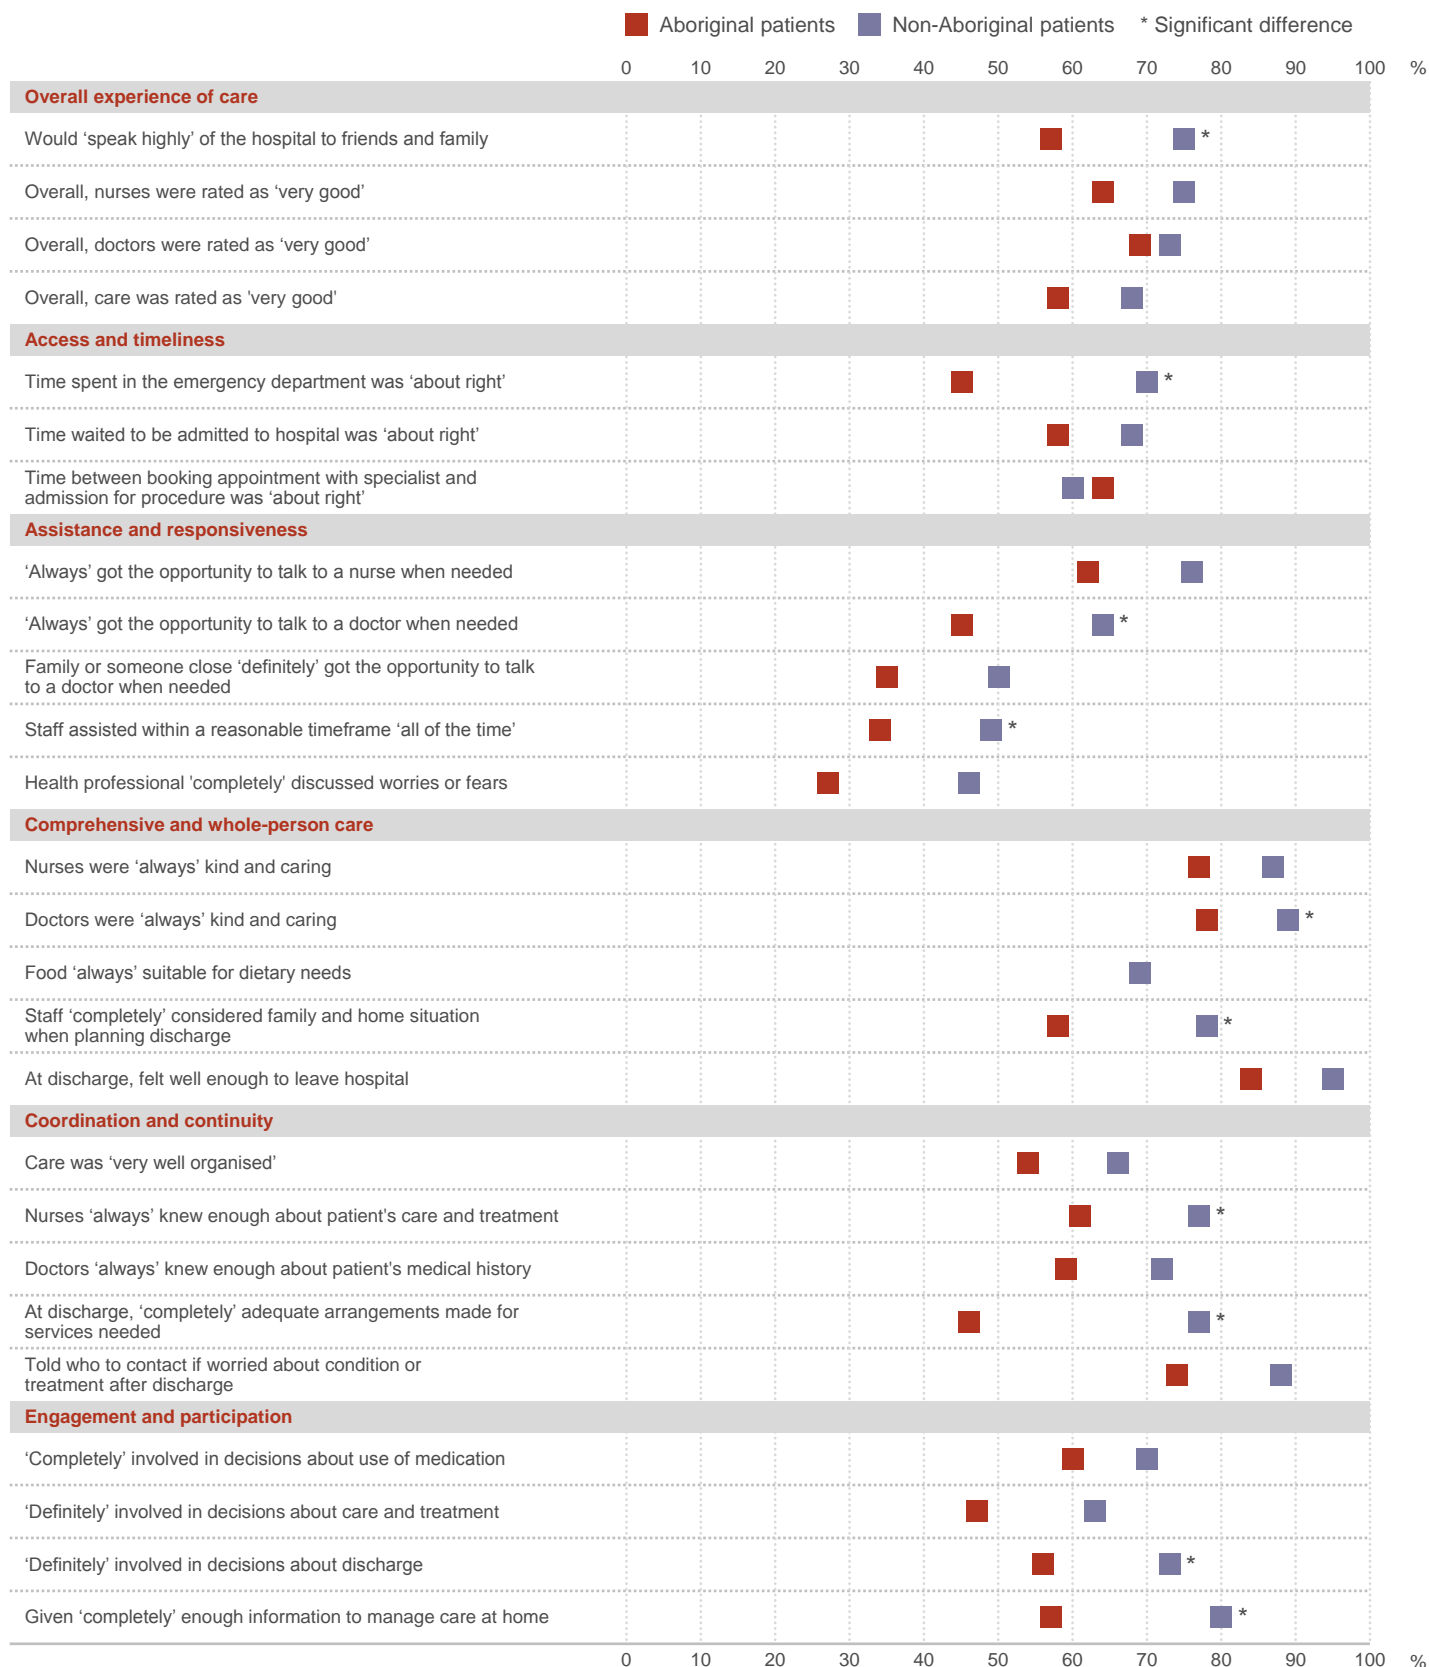 Aboriginal patients Non-Aboriginal patients * Significant difference
0 10 20 30 40 50 60 70 80 90 100 %
Overall experience of care
Would ‘speak highly’ of the hospital to friends and family *
Overall, nurses were rated as ‘very good’
Overall, doctors were rated as ‘very good’
Overall, care was rated as 'very good'
Access and timeliness
Time spent in the emergency department was ‘about right’ *
Time waited to be admitted to hospital was ‘about right’
Time between booking appointment with specialist and
admission for procedure was ‘about right’
Assistance and responsiveness
‘Always’ got the opportunity to talk to a nurse when needed
‘Always’ got the opportunity to talk to a doctor when needed *
Family or someone close ‘definitely’ got the opportunity to talk
to a doctor when needed
Staff assisted within a reasonable timeframe ‘all of the time’ *
Health professional 'completely' discussed worries or fears
Comprehensive and whole-person care
Nurses were ‘always’ kind and caring
Doctors were ‘always’ kind and caring *
Food ‘always’ suitable for dietary needs
Staff ‘completely’ considered family and home situation
when planning discharge *
At discharge, felt well enough to leave hospital
Coordination and continuity
Care was ‘very well organised’
Nurses ‘always’ knew enough about patient's care and treatment *
Doctors ‘always’ knew enough about patient's medical history
At discharge, ‘completely’ adequate arrangements made for
services needed *
Told who to contact if worried about condition or
treatment after discharge
Engagement and participation
‘Completely’ involved in decisions about use of medication
‘Definitely’ involved in decisions about care and treatment
‘Definitely’ involved in decisions about discharge *
Given ‘completely’ enough information to manage care at home *
0 10 20 30 40 50 60 70 80 90 100 %